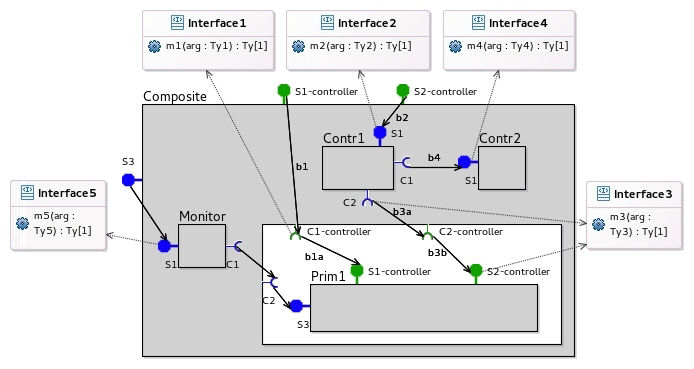 Interface1
m1(arg : Ty1) : Ty[1]
Interface2
m2(arg : Ty2) : Ty[1]
Interface4
m4(arg : Ty4) : Ty[1]
Composite
S1-controller
S2-controller
b2
S1
Contr1
Contr2
b4
C1
S1
S3
b1
C2
b3a
Interface5
m5(arg :
Ty5) : Ty[1]
Interface3
m3(arg :
Ty3) : Ty[1]
Monitor
S1
C1
C1-controller
C2-controller
b1a
b3b
S1-controller
S2-controller
Prim1
C2
S3